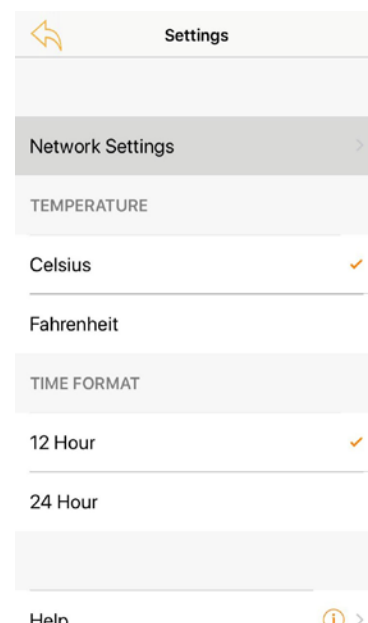 Settings
Network Settings
TEMPERATURE
Celsius
Fahrenheit
TIME FORMAT
12 Hour
24 Hour
Help